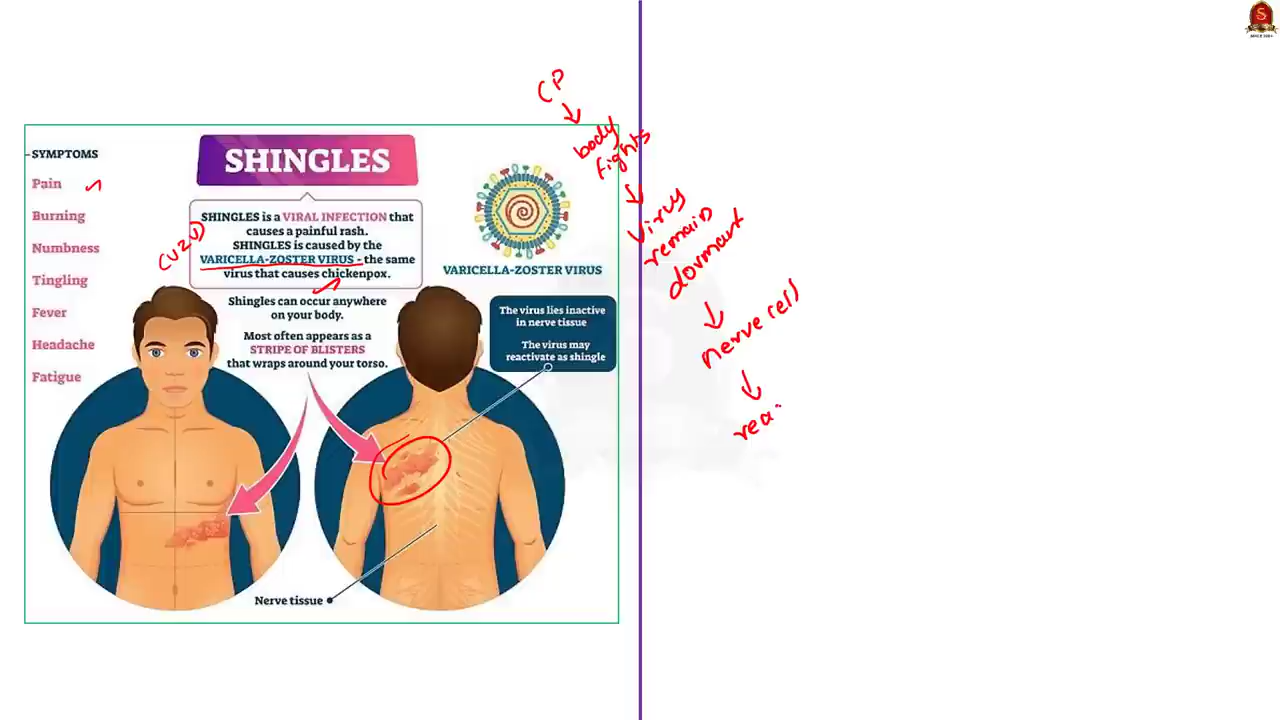 SYMPTOMS
Pain
Burning
Numbness
Tingling
Fever
Headache
Fatigue
SHINGLES
SHINGLES is a VIRAL INFECTION that
causes a painful rash.
SHINGLES is caused by the
VARICELLA-ZOSTER VIRUS - the same
virus that causes chickenpox.
Shingles can occur anywhere
on your body.
Most often appears as a
STRIPE OF BLISTERS
that wraps around your torso.
VARICELLA-ZOSTER VIRUS
The virus lies inactive
in nerve tissue
The virus may
reactivate as shingle
Nerve tissue
CP
body
fights
virus
remain
nerve cell
rea
S